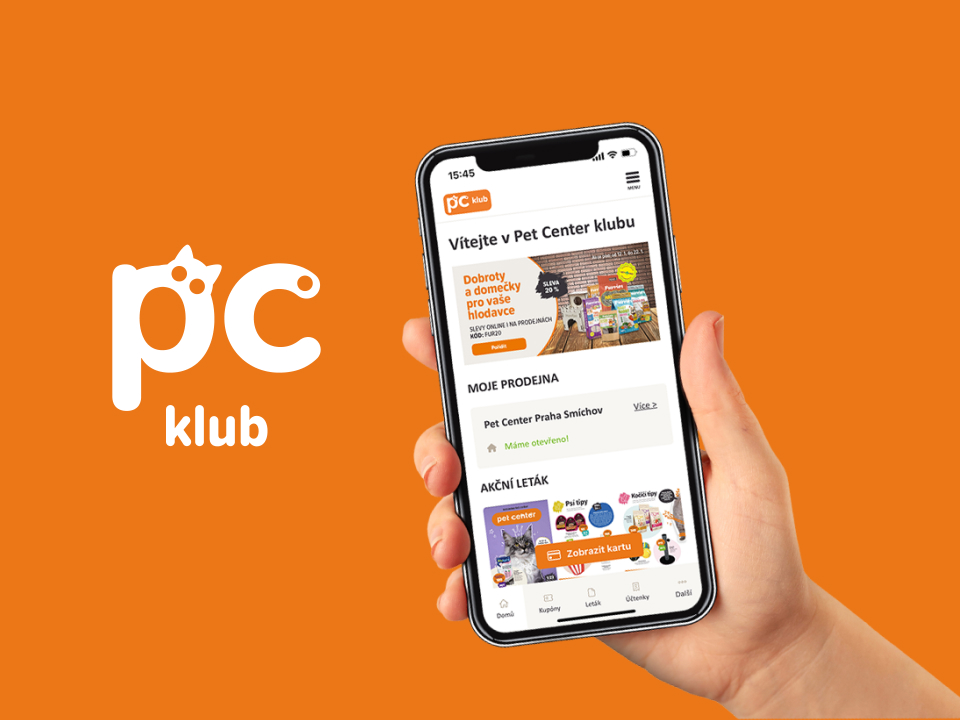 pc
klub
15:45
pc klub
MENU
Vítejte v Pet Center klubu
Dobroty
a domečky
pro vaše
hlodavce
SLEVA
20 %
SLEVY ONLINE I NA PRODEJNÁCH
KÓD: FUR20
MOJE PRODEJNA
Pet Center Praha Smíchov
Více >
Máme otevřeno!
AKČNÍ LETÁK
pet center
Psí tipy
Kočičí tipy
Zobrazit kartu
Domů
Kupóny
Leták
Účtenky
Další